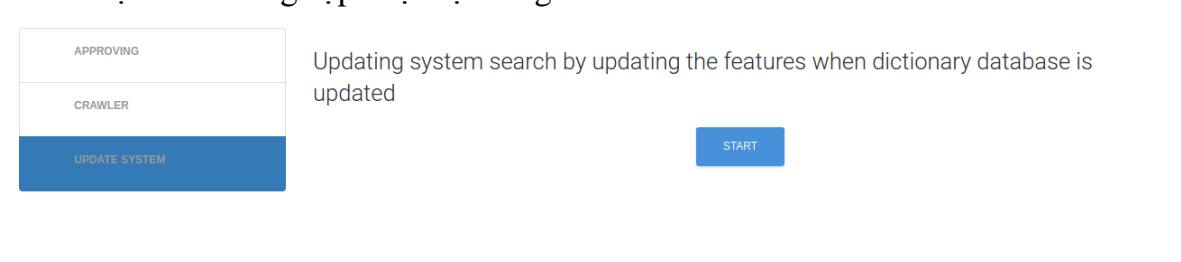 APPROVING
CRAWLER
UPDATE SYSTEM
Updating system search by updating the features when dictionary database is
updated
START